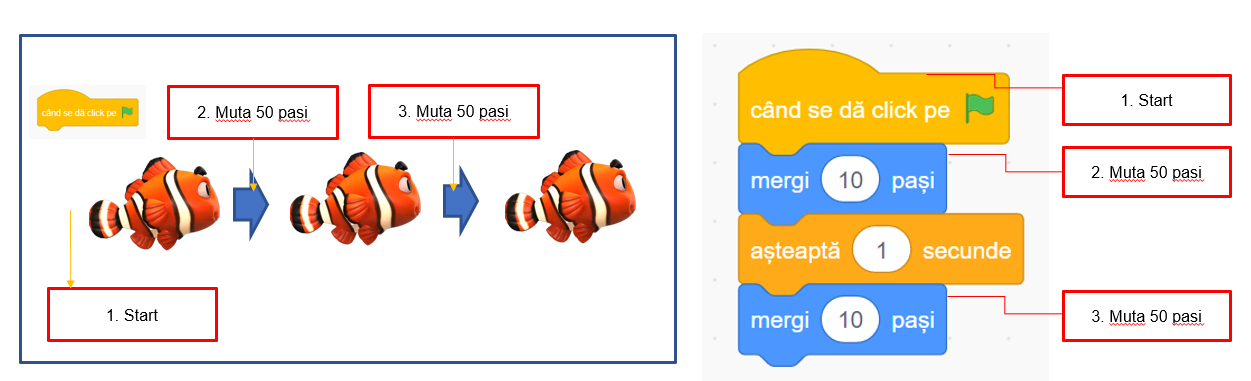 când se dă click pe
2. Muta 50 pasi
3. Muta 50 pasi
1. Start
când se dă click pe
mergi 10 pași
așteaptă 1 secunde
mergi 10 pași
1. Start
2. Muta 50 pasi
3. Muta 50 pasi